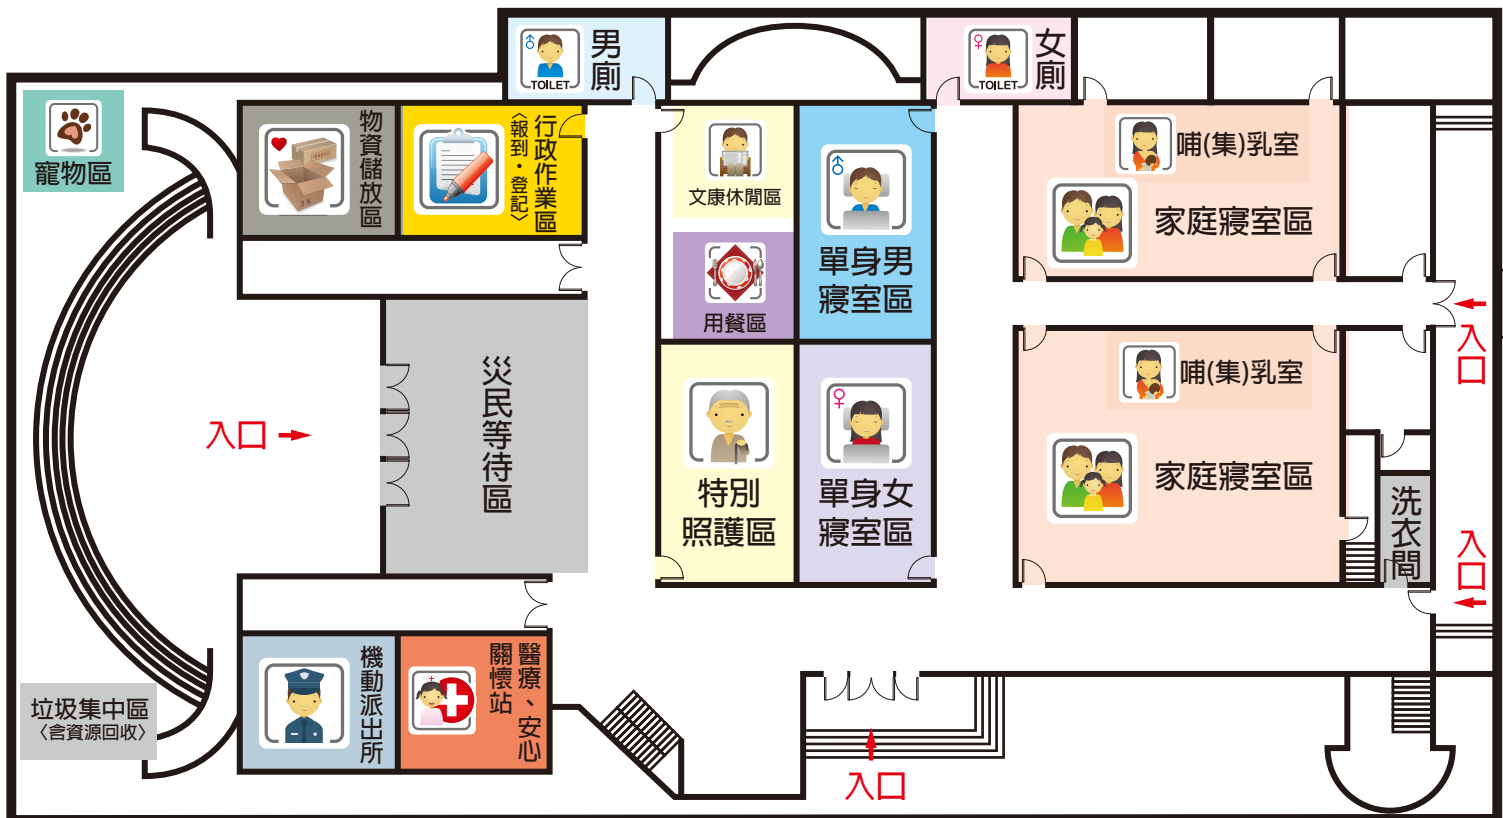 男廁
TOILET
女廁
TOILET
寵物區
物資儲放區
行政作業區
〈報到・登記〉
文康休閒區
用餐區
單身男
寢室區
哺(集)乳室
家庭寢室區
入口
災民等待區
入口
特別
照護區
單身女
寢室區
哺(集)乳室
家庭寢室區
洗衣間
入口
垃圾集中區
〈含資源回收〉
機動派出所
醫療、安心
關懷站
入口